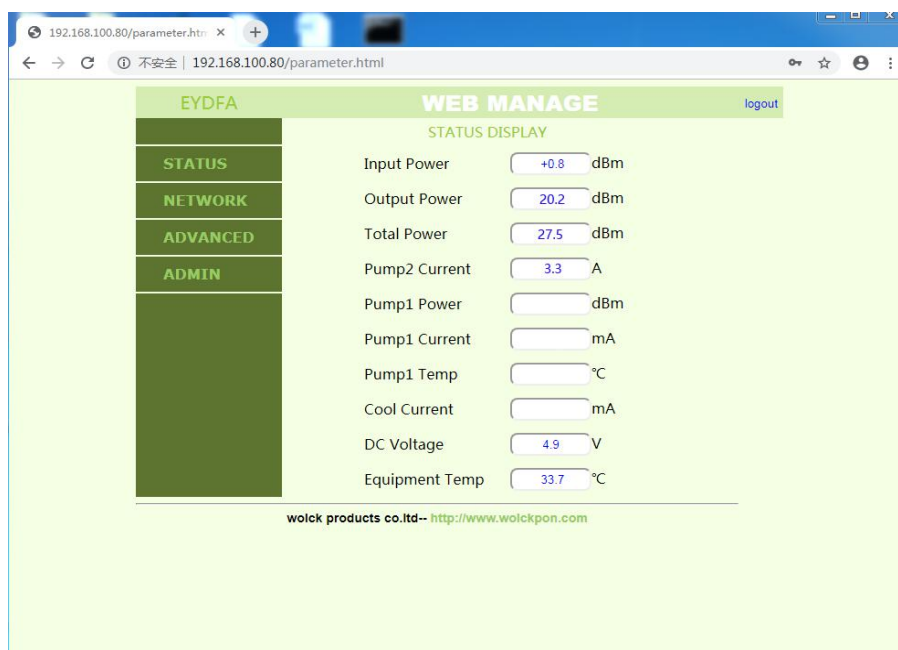 192.168.100.80/parameter.htm
不安全 | 192.168.100.80/parameter.html
EYDFA WEB MANAGE logout
STATUS DISPLAY
STATUS
NETWORK
ADVANCED
ADMIN
Input Power +0.8 dBm
Output Power 20.2 dBm
Total Power 27.5 dBm
Pump2 Current 3.3 A
Pump1 Power dBm
Pump1 Current mA
Pump1 Temp °C
Cool Current mA
DC Voltage 4.9 V
Equipment Temp 33.7 °C
wolck products co.ltd-- http://www.wolckpon.com